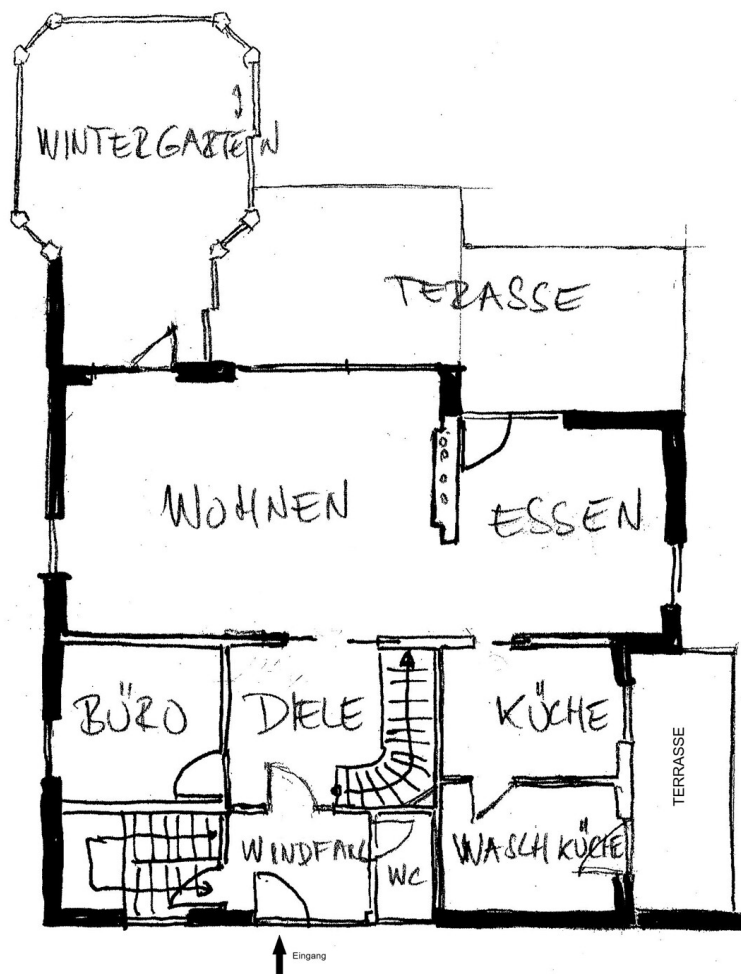 WINTERGARTEN
TERASSE
WOHNEN
ESSEN
BÜRO
DIELE
KÜCHE
TERRASSE
WINDFANG
WC
WASCHKÜCHE
Eingang